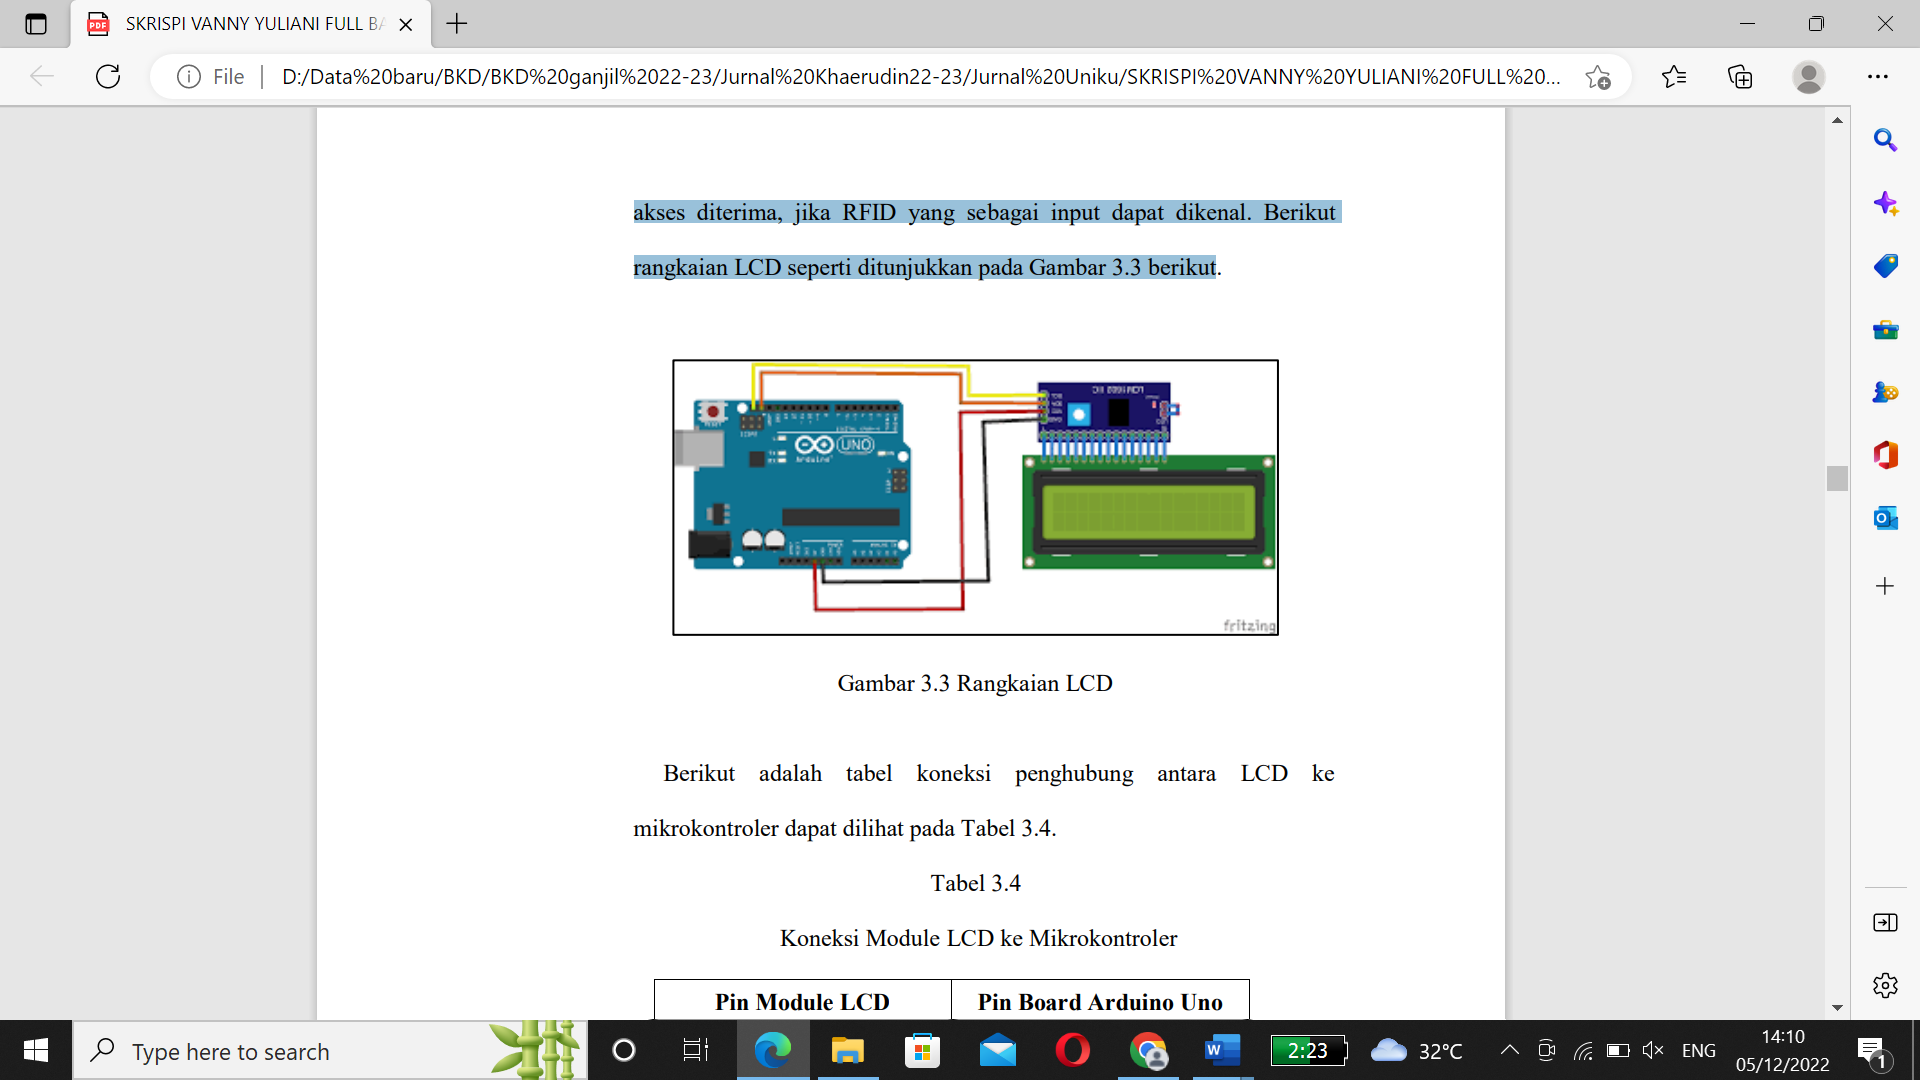 SKRISPI VANNY YULIANI FULL BA
File
D:/Data%20baru/BKD/BKD%20ganjil%2022-23/Jurnal%20Khaerudin22-23/Jurnal%20Uniku/SKRISPI%20VANNY%20YULIANI%20FULL%20...
akses diterima, jika RFID yang sebagai input dapat dikenal. Berikut
rangkaian LCD seperti ditunjukkan pada Gambar 3.3 berikut.
UNO
Arduino
fritzing
Gambar 3.3 Rangkaian LCD
Berikut adalah tabel koneksi penghubung antara LCD ke
mikrokontroler dapat dilihat pada Tabel 3.4.
Tabel 3.4
Koneksi Module LCD ke Mikrokontroler
Pin Module LCD
Pin Board Arduino Uno
Type here to search
2:23
32°C
ENG
14:10
05/12/2022
1